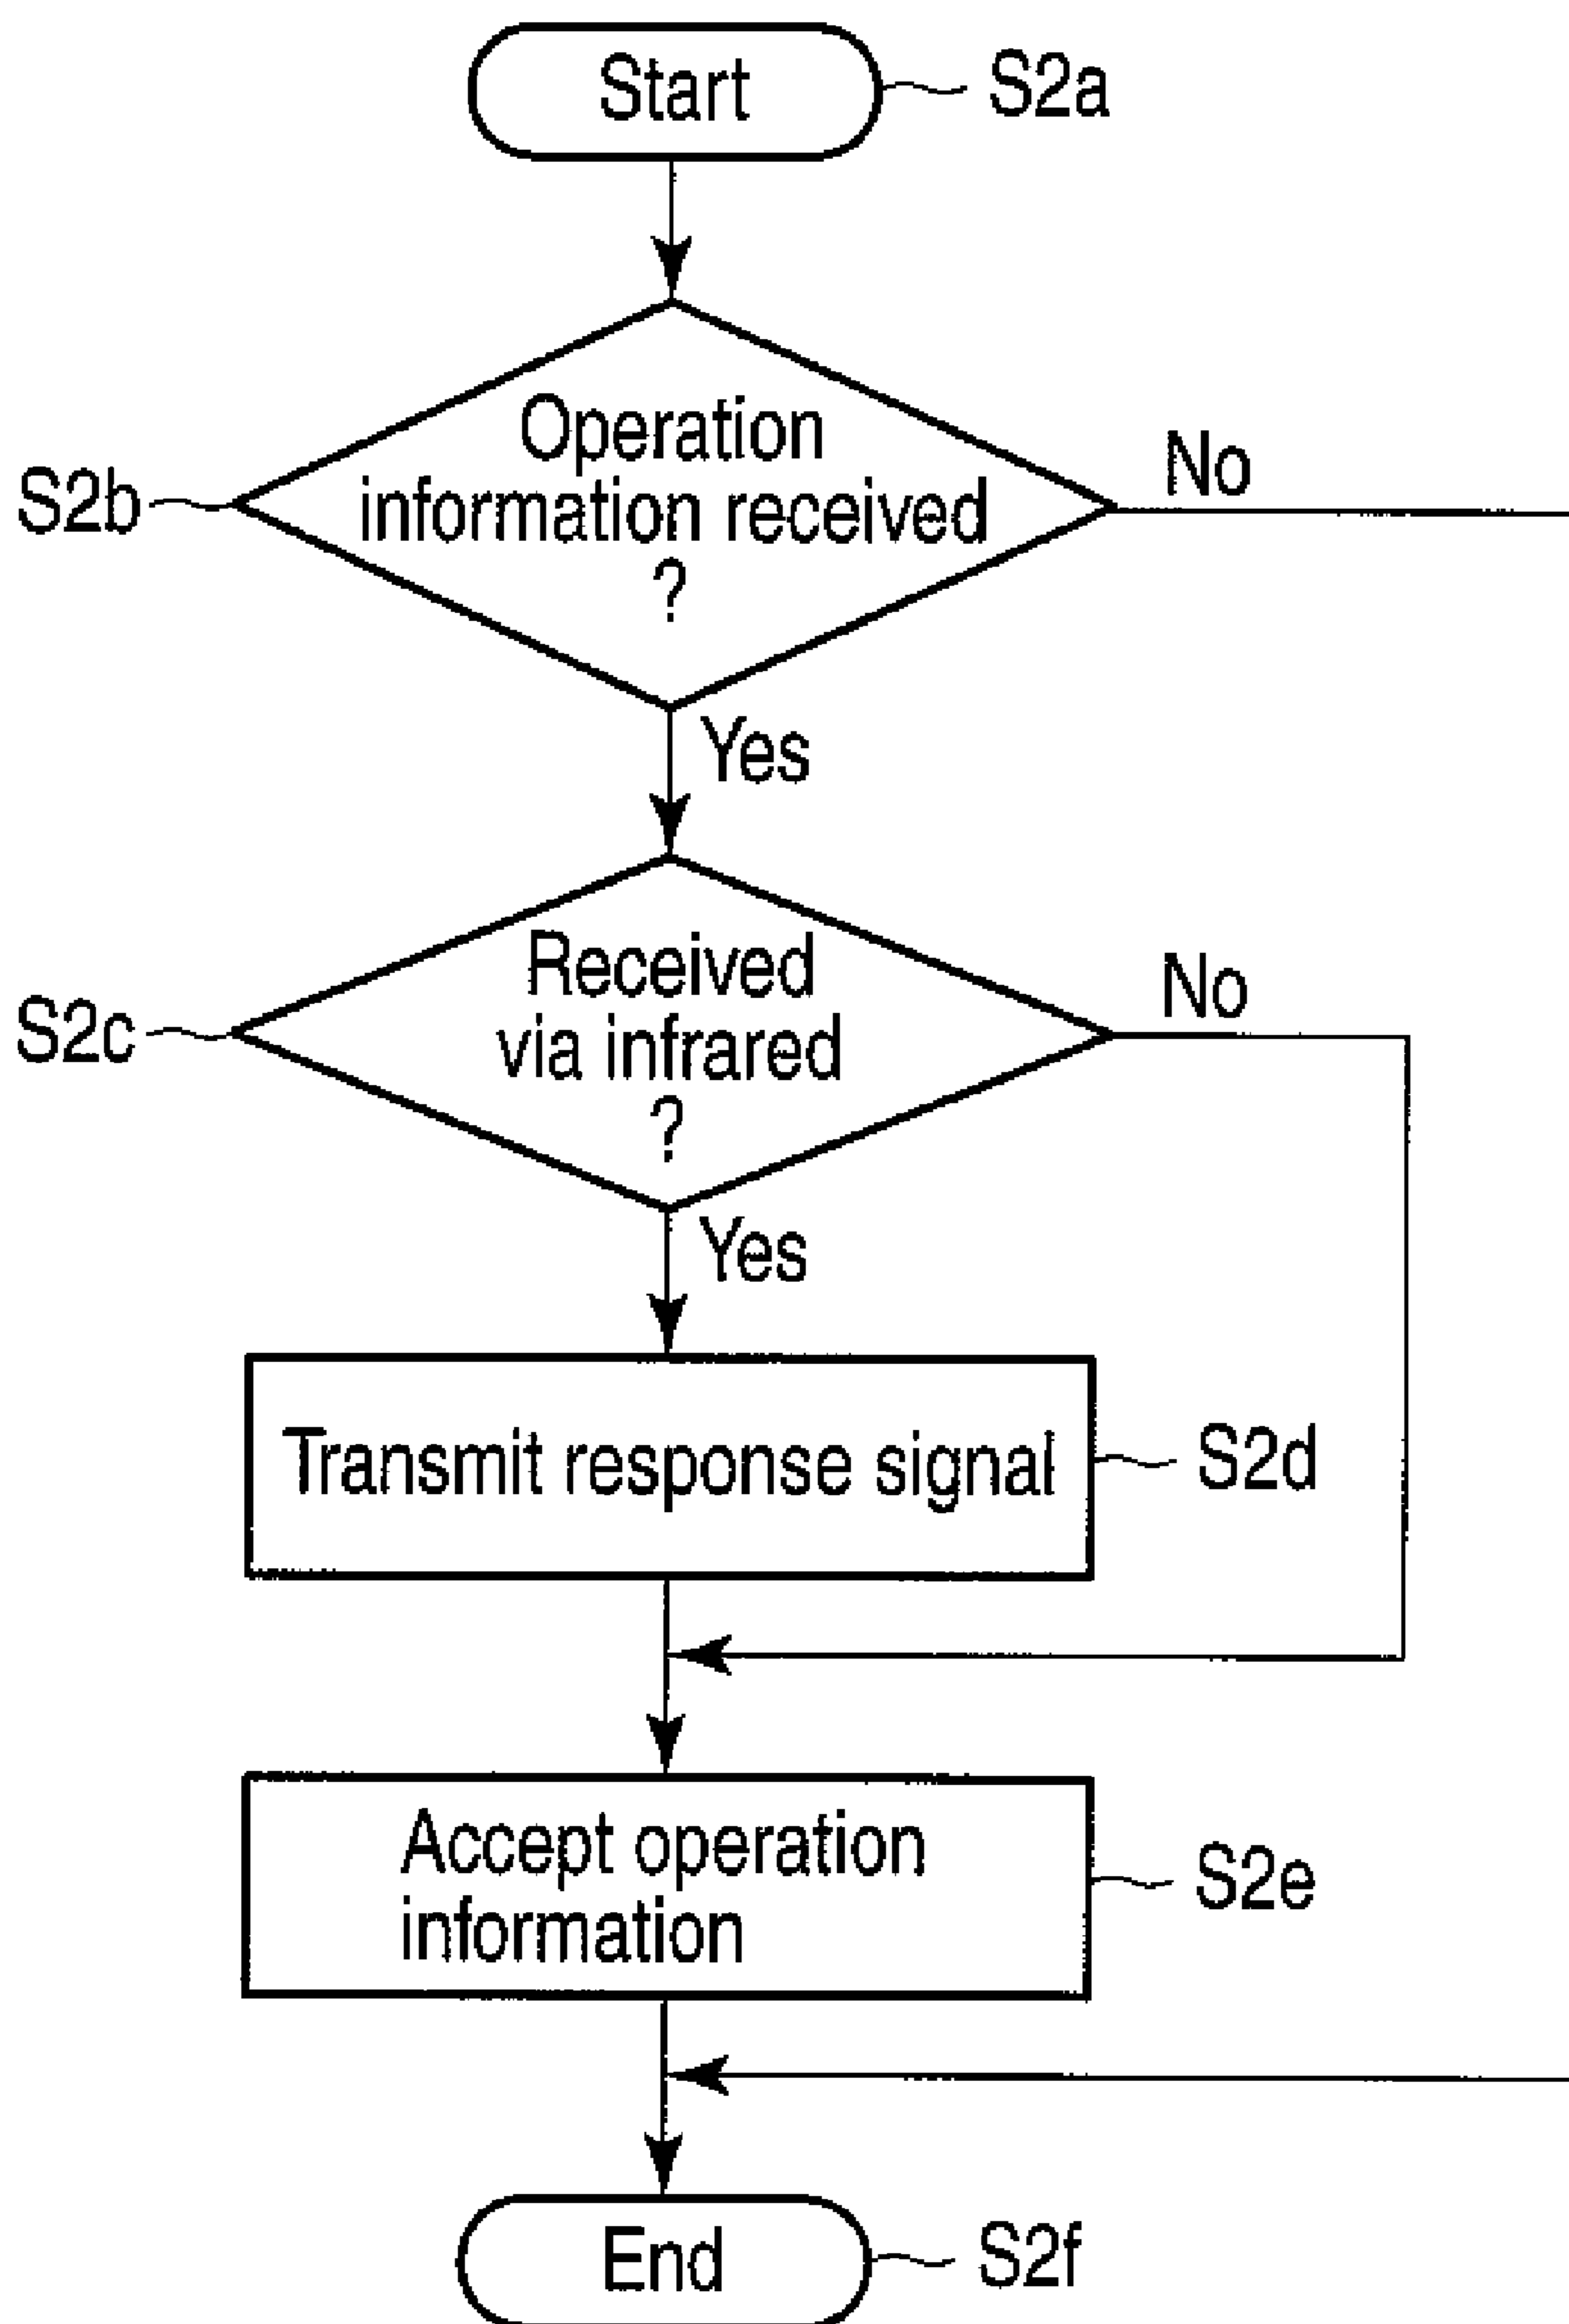 Start
S2a
Operation
information received
?
S2b
No
Yes
Received
via infrared
?
S2c
No
Yes
Transmit response signal
S2d
Accept operation
information
S2e
End
S2f